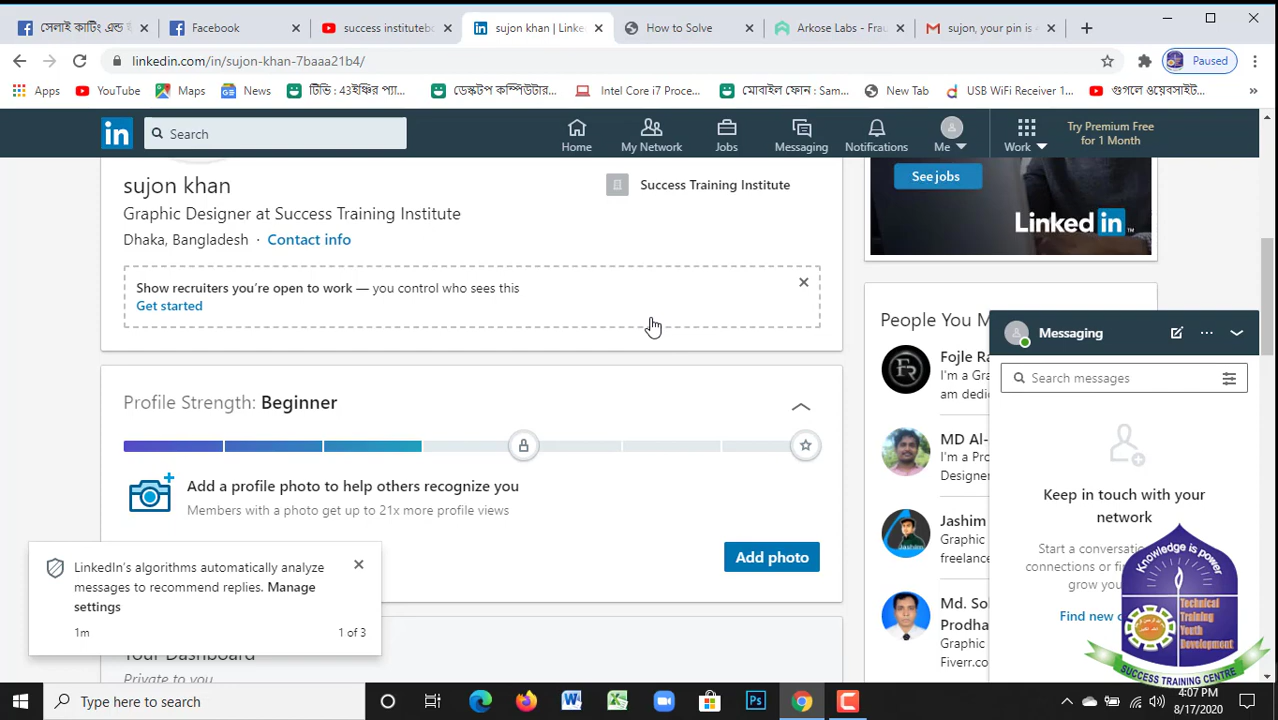 সেলাই কাটিং এন্ড
Facebook
success instituteb
sujon khan | Linke
How to Solve
Arkose Labs - Frau
sujon, your pin is
linkedin.com/in/sujon-khan-7baaa21b4/
Paused
Apps
YouTube
Maps
News
টিভি : 43ইঞ্চির প্যা...
ডেস্কটপ কম্পিউটার...
Intel Core i7 Proce...
মোবাইল ফোন : Sam...
New Tab
USB WiFi Receiver 1...
গুগলে ওয়েবসাইট...
in
Search
Home
My Network
Jobs
Messaging
Notifications
Me
Work
Try Premium Free
for 1 Month
sujon khan
Success Training Institute
Graphic Designer at Success Training Institute
Dhaka, Bangladesh · Contact info
Show recruiters you're open to work — you control who sees this
Get started
Profile Strength: Beginner
Add a profile photo to help others recognize you
Members with a photo get up to 21x more profile views
Add photo
LinkedIn's algorithms automatically analyze
messages to recommend replies. Manage
settings
1m
1 of 3
Your Dashboard
Private to you
See jobs
Linked in
People You M
Fojle Ra
I'm a Gra
am dedic
MD Al-
I'm a Pro
Designer
Jashim
Graphic
freelance
Md. So
Prodha
Graphic
Fiverr.co
Messaging
Search messages
Keep in touch with your
network
Start a conversati
connections or fi
grow you
Find new c
Knowledge is power
Technical
Training
Youth
Development
SUCCESS TRAINING CENTRE
Type here to search
4:07 PM
8/17/2020